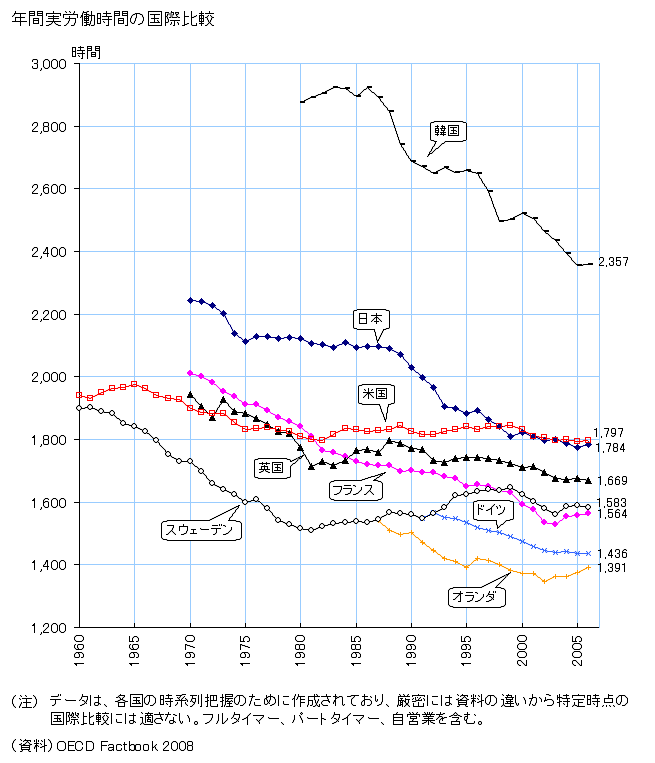 年間実労働時間の国際比較
時間
3,000
2,800
2,600
2,400
2,200
2,000
1,800
1,600
1,400
1,200
韓国
2,357
日本
米国
1,797
1,784
英国
フランス
1,669
スウェーデン
ドイツ
1,583
1,564
1,436
1,391
オランダ
1960
1965
1970
1975
1980
1985
1990
1995
2000
2005
(注) データは、各国の時系列把握のために作成されており、厳密には資料の違いから特定時点の
国際比較には適さない。フルタイマー、パートタイマー、自営業を含む。
(資料) OECD Factbook 2008